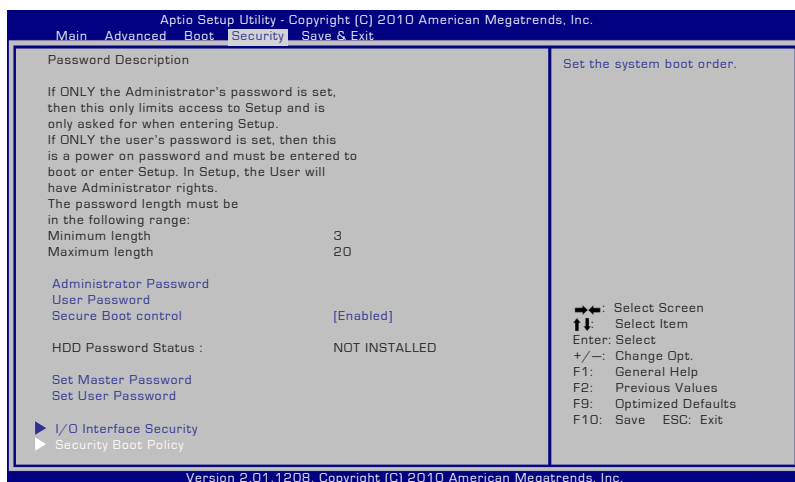 Aptio Setup Utility - Copyright (C) 2010 American Megatrends, Inc.
Main Advanced Boot Security Save & Exit
Password Description
If ONLY the Administrator's password is set,
then this only limits access to Setup and is
only asked for when entering Setup.
If ONLY the user's password is set, then this
is a power on password and must be entered to
boot or enter Setup. In Setup, the User will
have Administrator rights.
The password length must be
in the following range:
Minimum length 3
Maximum length 20
Administrator Password
User Password
Secure Boot control [Enabled]
HDD Password Status : NOT INSTALLED
Set Master Password
Set User Password
I/O Interface Security
Security Boot Policy
Set the system boot order.
→←: Select Screen
↑↓: Select Item
Enter: Select
+/—: Change Opt.
F1: General Help
F2: Previous Values
F9: Optimized Defaults
F10: Save ESC: Exit
Version 2.01.1208. Copyright (C) 2010 American Megatrends, Inc.